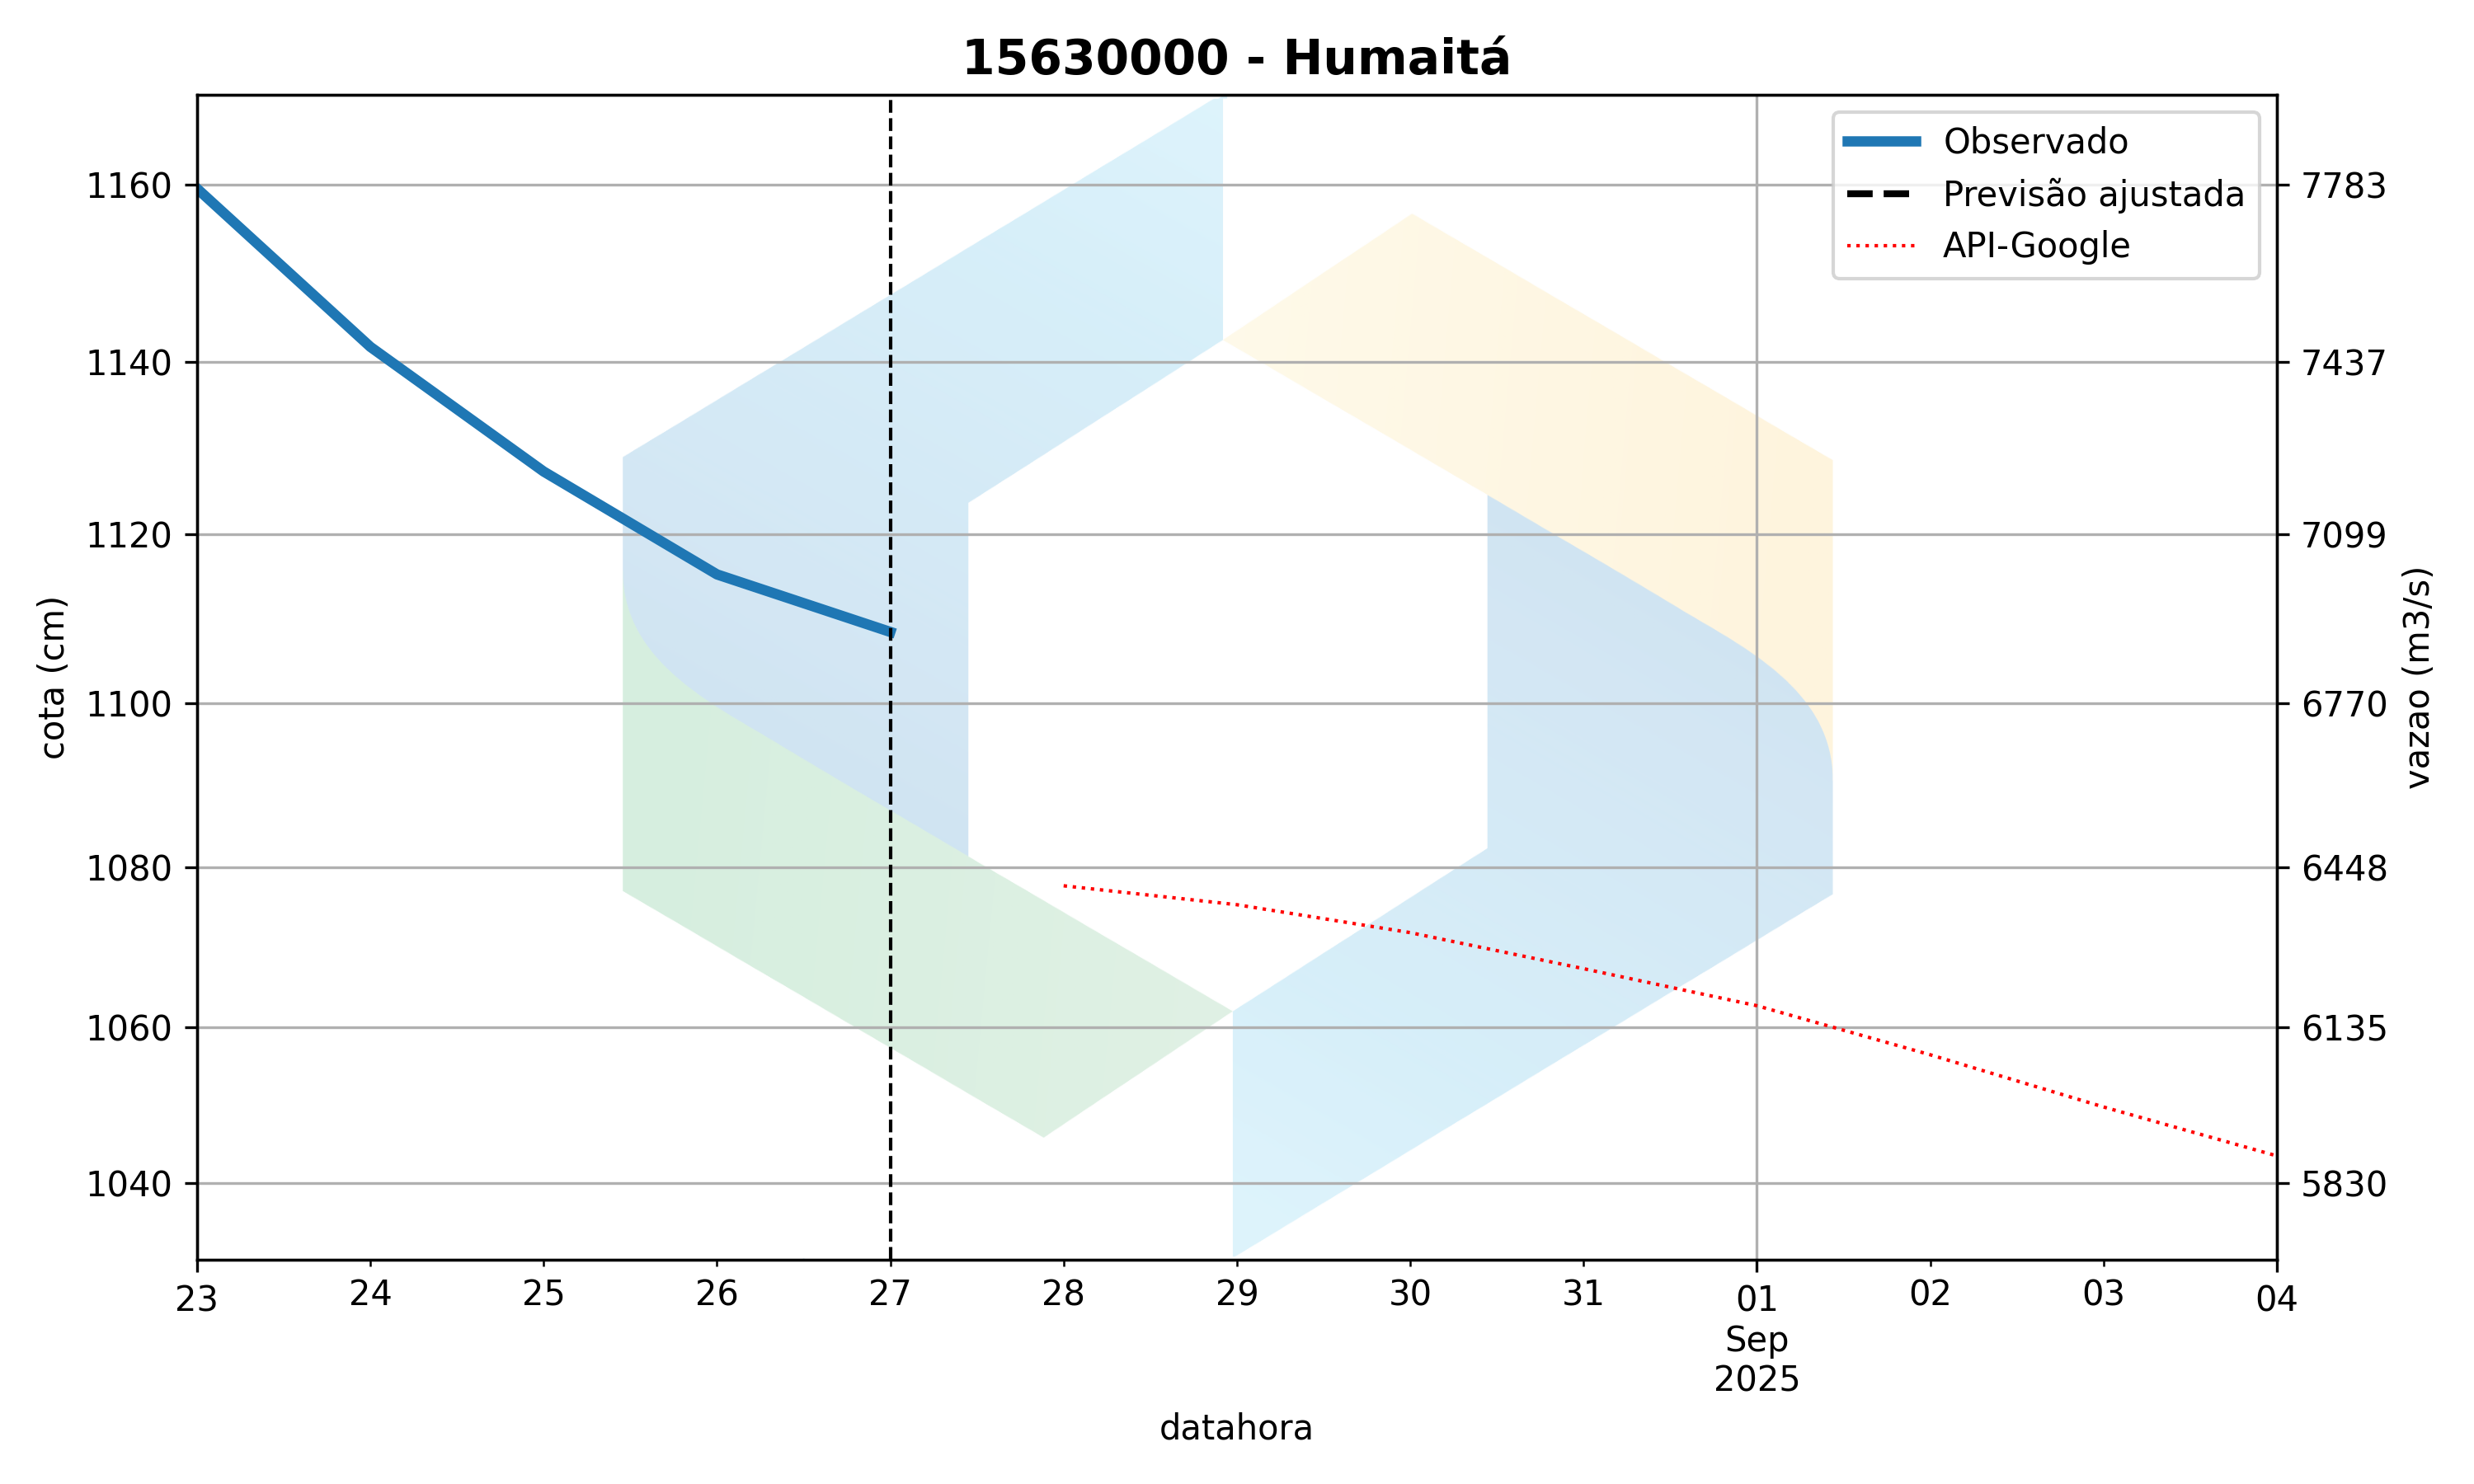 15630000 - Humaitá
Observado
Previsão ajustada
API-Google
1160
1140
1120
1100
1080
1060
1040
cota (cm)
7783
7437
7099
6770
6448
6135
5830
vazao (m3/s)
23 24 25 26 27 28 29 30 31 01 02 03 04
Sep
2025
datahora